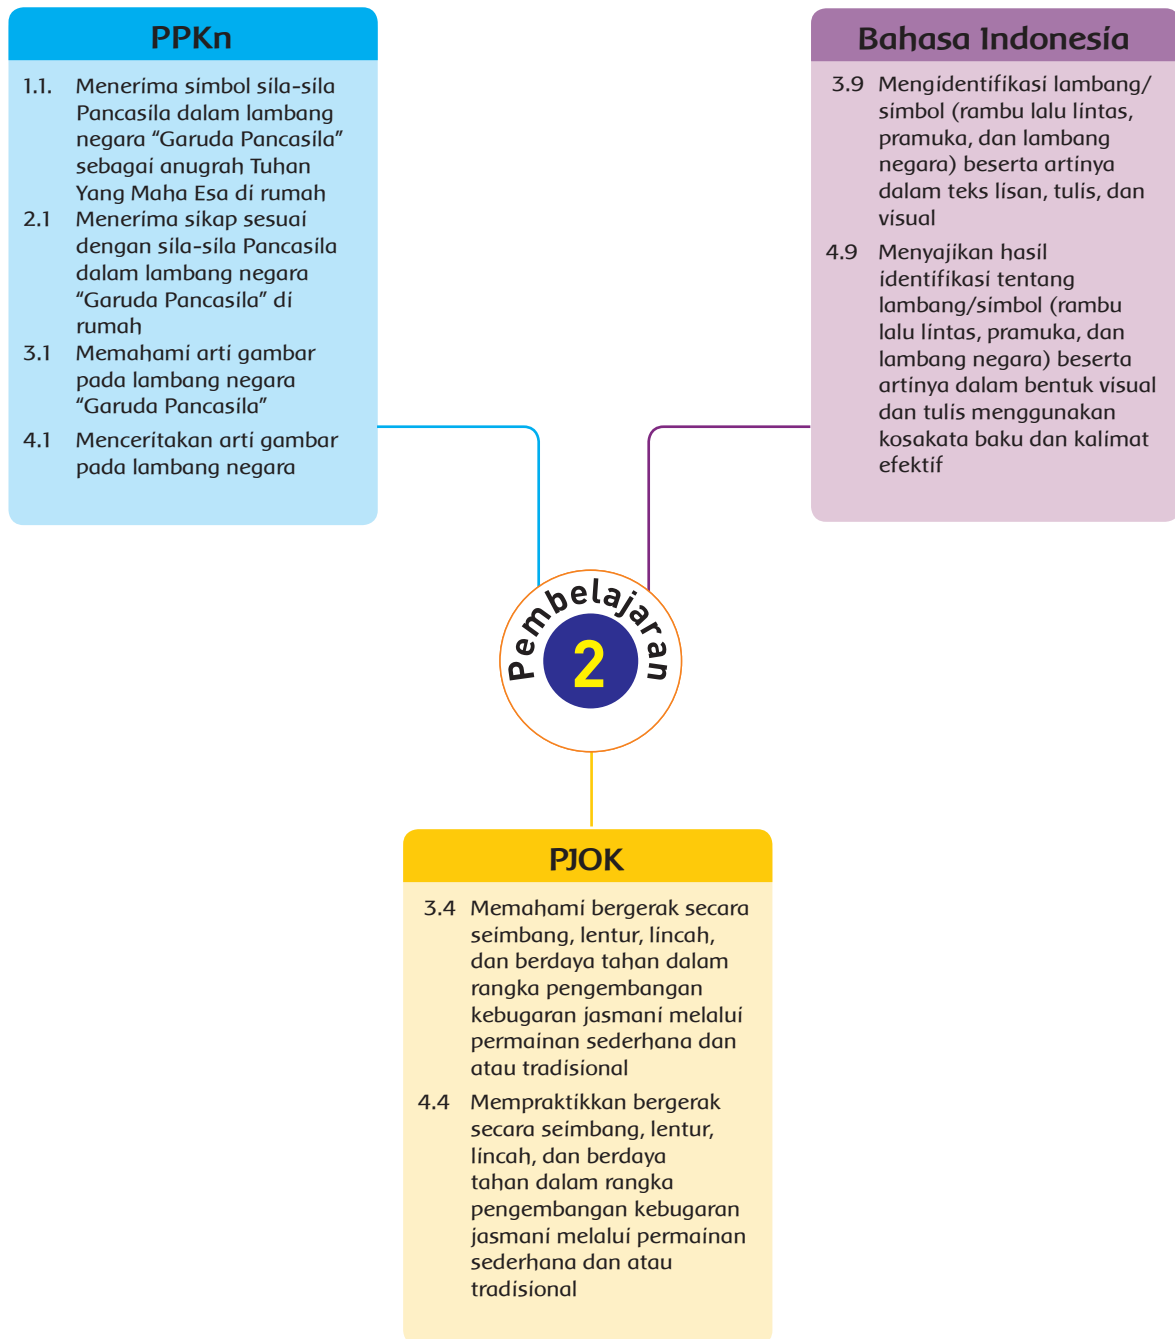 PPKn
1.1. Menerima simbol sila-sila
Pancasila dalam lambang
negara “Garuda Pancasila”
sebagai anugrah Tuhan
Yang Maha Esa di rumah
2.1 Menerima sikap sesuai
dengan sila-sila Pancasila
dalam lambang negara
“Garuda Pancasila” di
rumah
3.1 Memahami arti gambar
pada lambang negara
“Garuda Pancasila”
4.1 Menceritakan arti gambar
pada lambang negara
Bahasa Indonesia
3.9 Mengidentifikasi lambang/
simbol (rambu lalu lintas,
pramuka, dan lambang
negara) beserta artinya
dalam teks lisan, tulis, dan
visual
4.9 Menyajikan hasil
identifikasi tentang
lambang/simbol (rambu
lalu lintas, pramuka, dan
lambang negara) beserta
artinya dalam bentuk visual
dan tulis menggunakan
kosakata baku dan kalimat
efektif
Pembelajaran
2
PJOK
3.4 Memahami bergerak secara
seimbang, lentur, lincah,
dan berdaya tahan dalam
rangka pengembangan
kebugaran jasmani melalui
permainan sederhana dan
atau tradisional
4.4 Mempraktikkan bergerak
secara seimbang, lentur,
lincah, dan berdaya
tahan dalam rangka
pengembangan kebugaran
jasmani melalui permainan
sederhana dan atau
tradisional